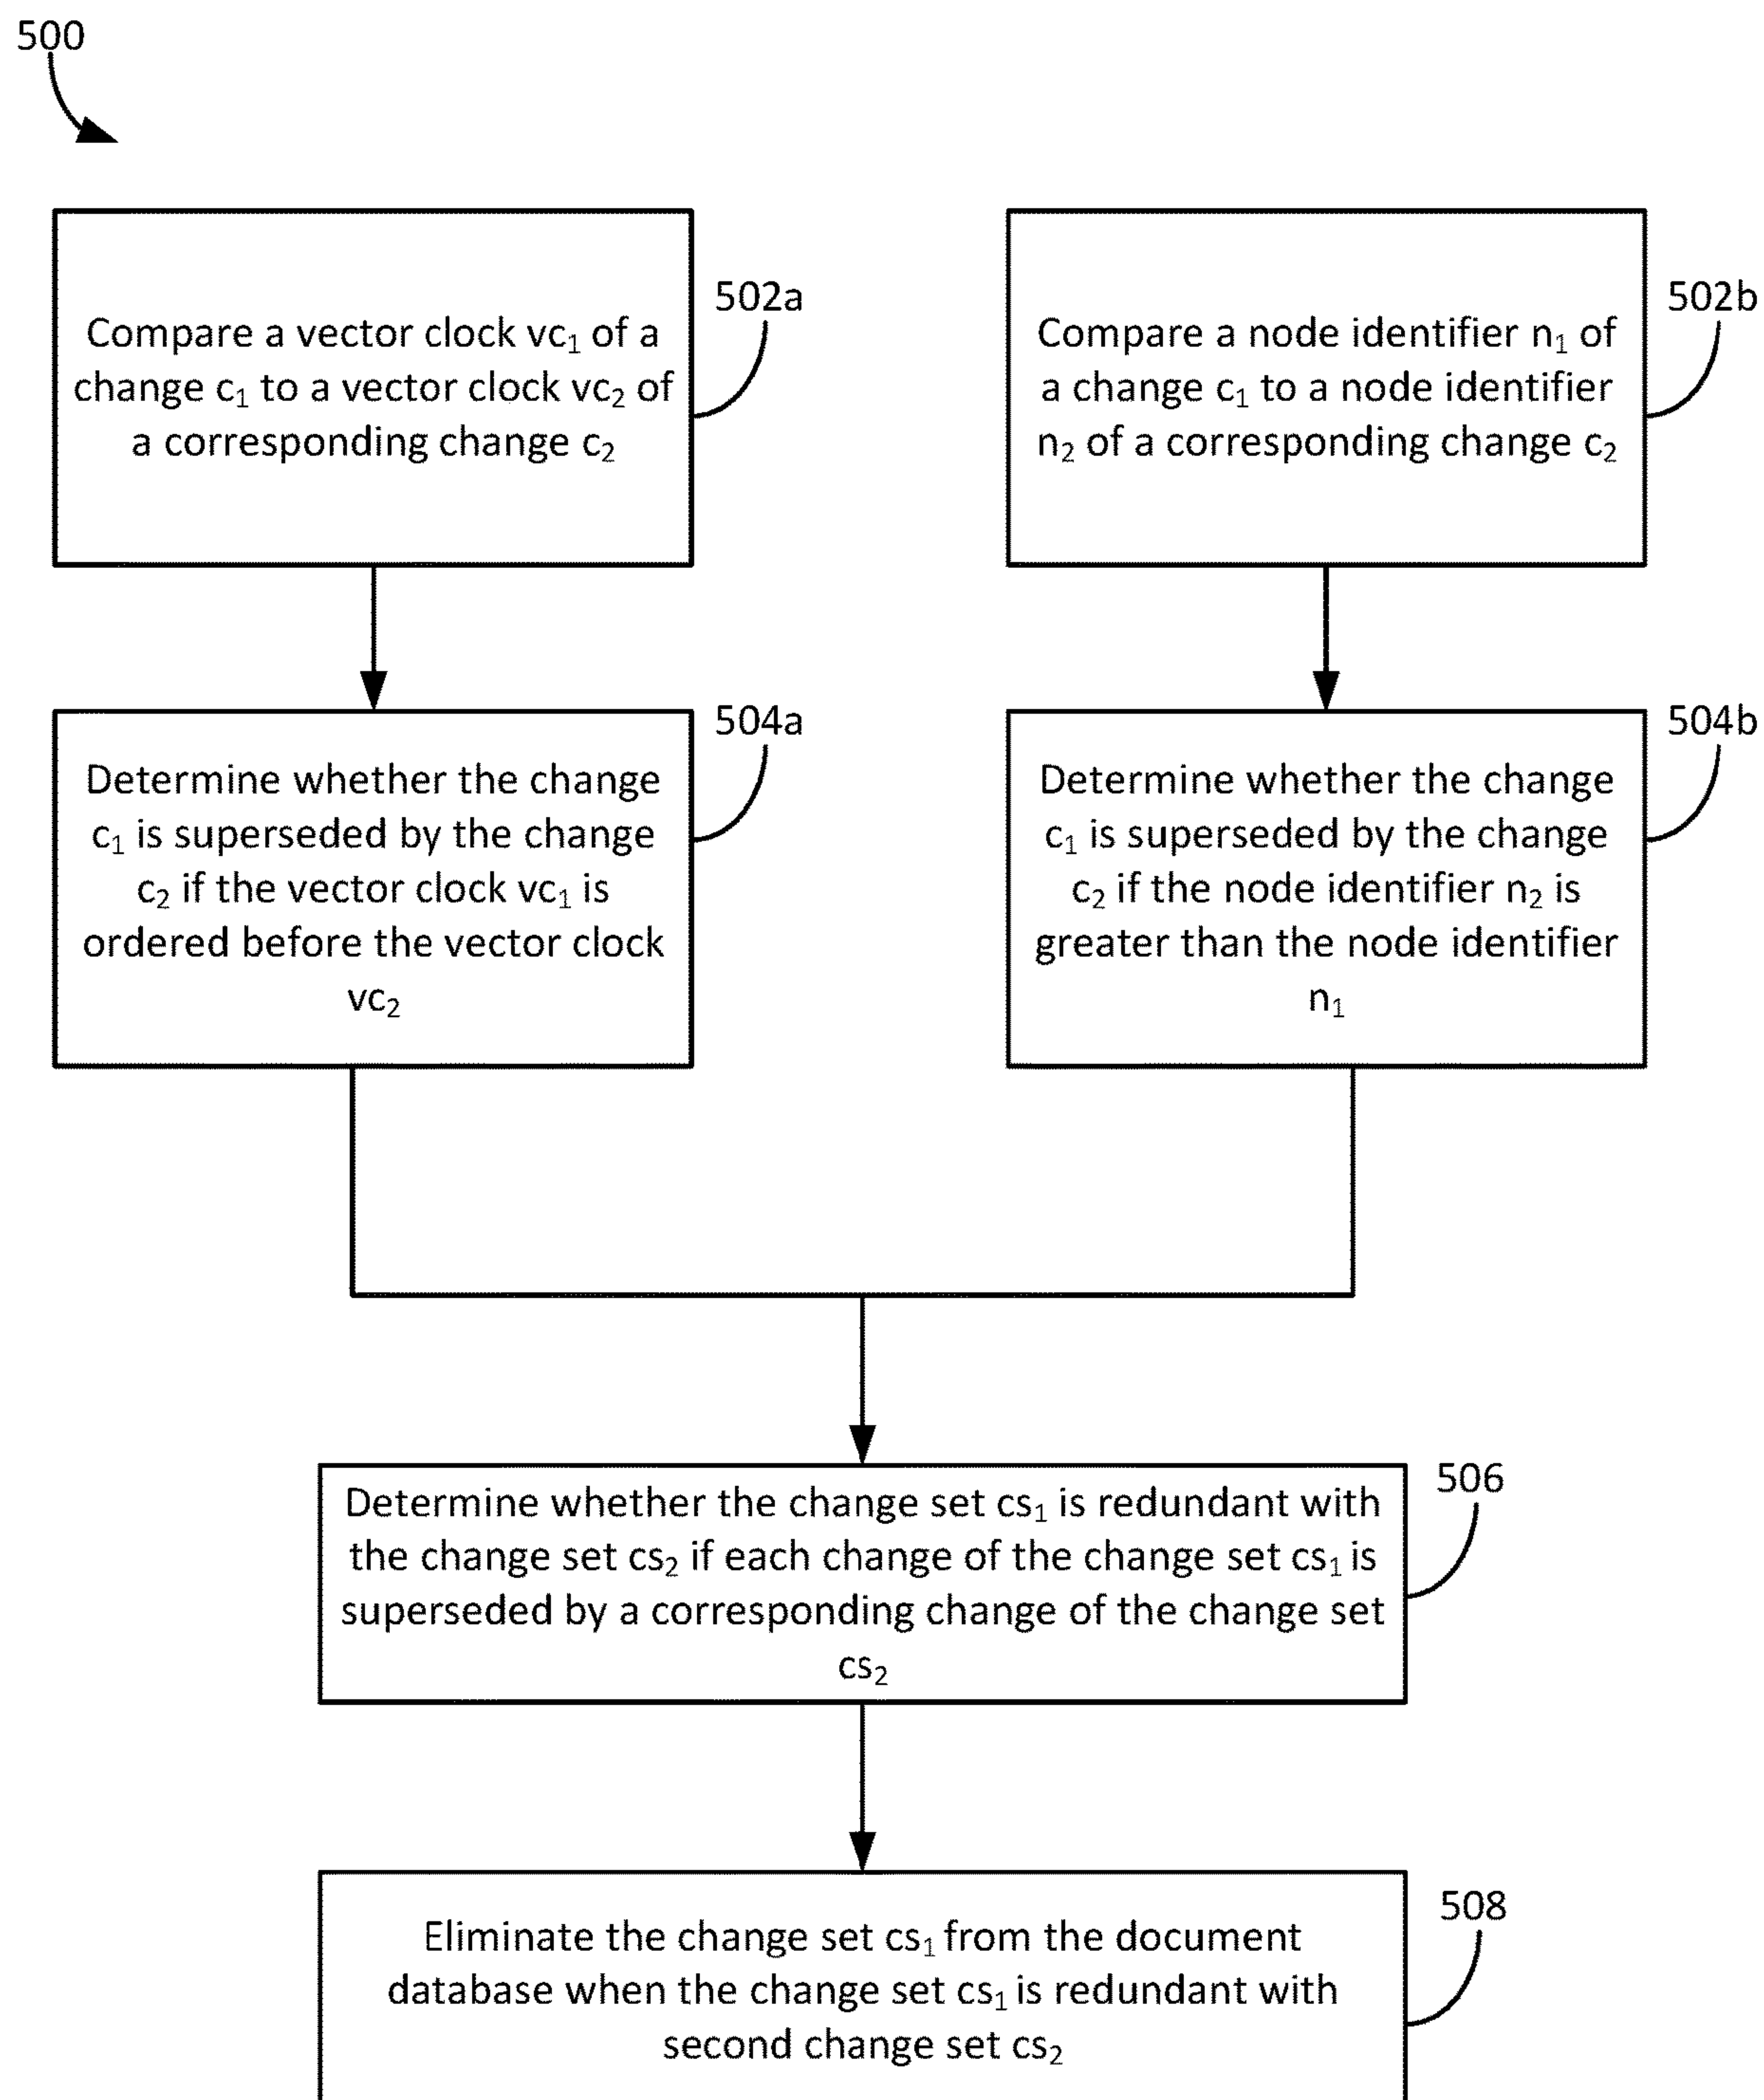 500
Compare a vector clock vc₁ of a
change c₁ to a vector clock vc₂ of
a corresponding change c₂
502a
Compare a node identifier n₁ of
a change c₁ to a node identifier
n₂ of a corresponding change c₂
502b
Determine whether the change
c₁ is superseded by the change
c₂ if the vector clock vc₁ is
ordered before the vector clock
vc₂
504a
Determine whether the change
c₁ is superseded by the change
c₂ if the node identifier n₂ is
greater than the node identifier
n₁
504b
Determine whether the change set cs₁ is redundant with
the change set cs₂ if each change of the change set cs₁ is
superseded by a corresponding change of the change set
cs₂
506
Eliminate the change set cs₁ from the document
database when the change set cs₁ is redundant with
second change set cs₂
508